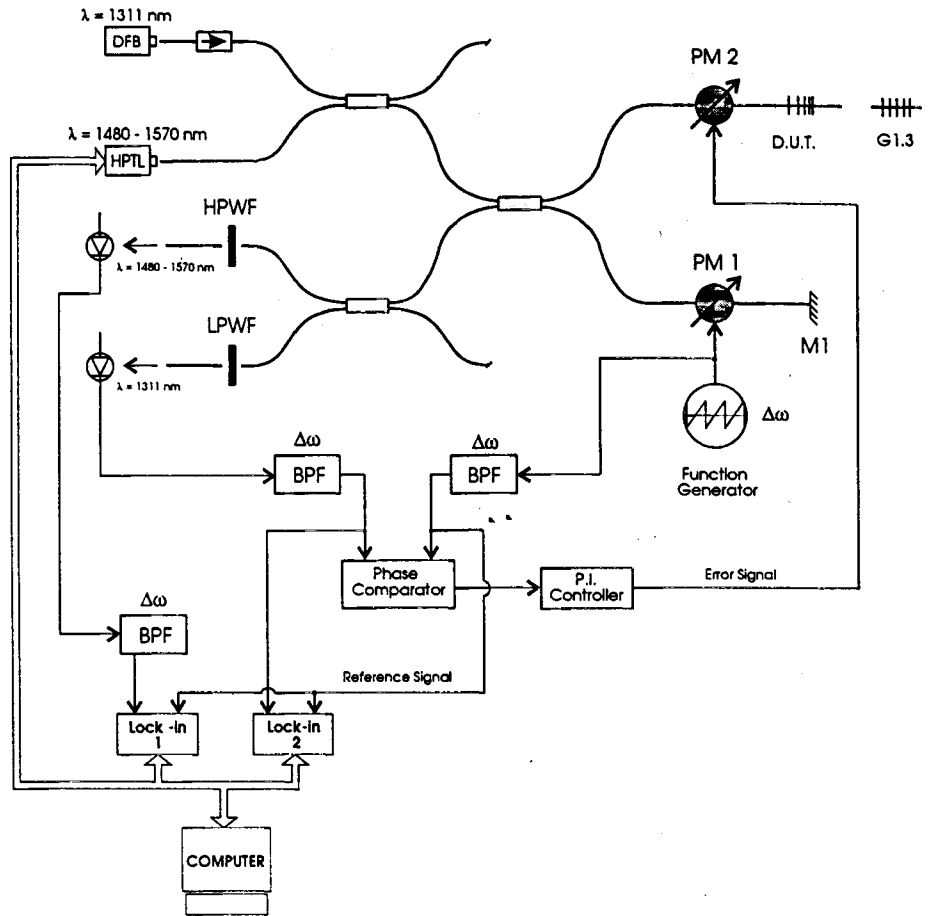 λ = 1311 nm
DFB
λ = 1480 - 1570 nm
HPTL
PM 2
D.U.T.
G1.3
HPWF
λ = 1480 - 1570 nm
PM 1
LPWF
M1
λ = 1311 nm
Δω
Δω
Δω
BPF
BPF
Function
Generator
Phase
Comparator
P.I.
Controller
Error Signal
Δω
BPF
Reference Signal
Lock -in
1
Lock-in
2
COMPUTER